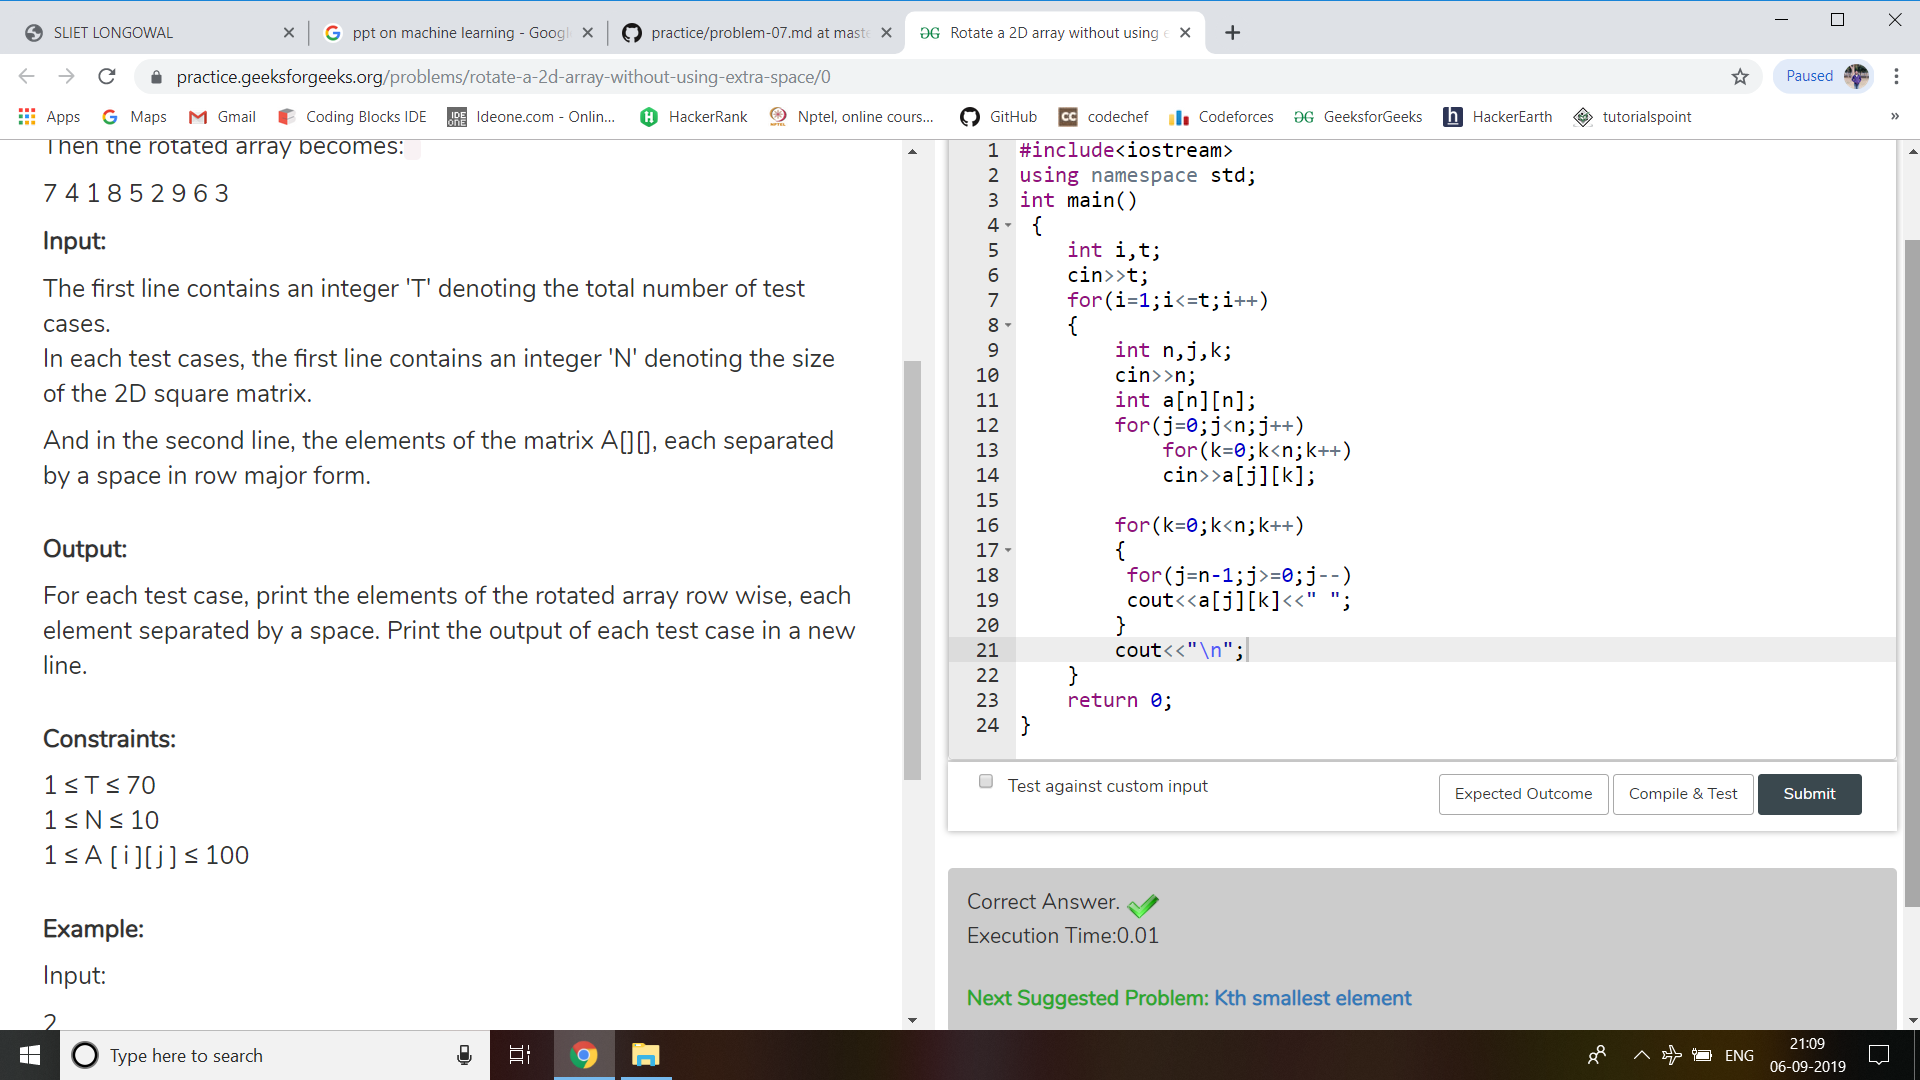 SLIET LONGOWAL
ppt on machine learning - Googl
practice/problem-07.md at maste
Rotate a 2D array without using e
practice.geeksforgeeks.org/problems/rotate-a-2d-array-without-using-extra-space/0
Paused
Apps
Maps
Gmail
Coding Blocks IDE
Ideone.com - Onlin...
HackerRank
Nptel, online cours...
GitHub
codechef
Codeforces
GeeksforGeeks
HackerEarth
tutorialspoint
»
Then the rotated array becomes:
7 4 1 8 5 2 9 6 3
Input:
The first line contains an integer 'T' denoting the total number of test
cases.
In each test cases, the first line contains an integer 'N' denoting the size
of the 2D square matrix.
And in the second line, the elements of the matrix A[][], each separated
by a space in row major form.
Output:
For each test case, print the elements of the rotated array row wise, each
element separated by a space. Print the output of each test case in a new
line.
Constraints:
1 ≤ T ≤ 70
1 ≤ N ≤ 10
1 ≤ A [ i ][ j ] ≤ 100
Example:
Input:
2
1 #include<iostream>
2 using namespace std;
3 int main()
4 {
5 int i,t;
6 cin>>t;
7 for(i=1;i<=t;i++)
8 {
9 int n,j,k;
10 cin>>n;
11 int a[n][n];
12 for(j=0;j<n;j++)
13 for(k=0;k<n;k++)
14 cin>>a[j][k];
15
16 for(k=0;k<n;k++)
17 {
18 for(j=n-1;j>=0;j--)
19 cout<<a[j][k]<<" ";
20 }
21 cout<<"\n";
22 }
23 return 0;
24 }
Test against custom input
Expected Outcome
Compile & Test
Submit
Correct Answer.
Execution Time:0.01
Next Suggested Problem: Kth smallest element
Type here to search
ENG
21:09
06-09-2019